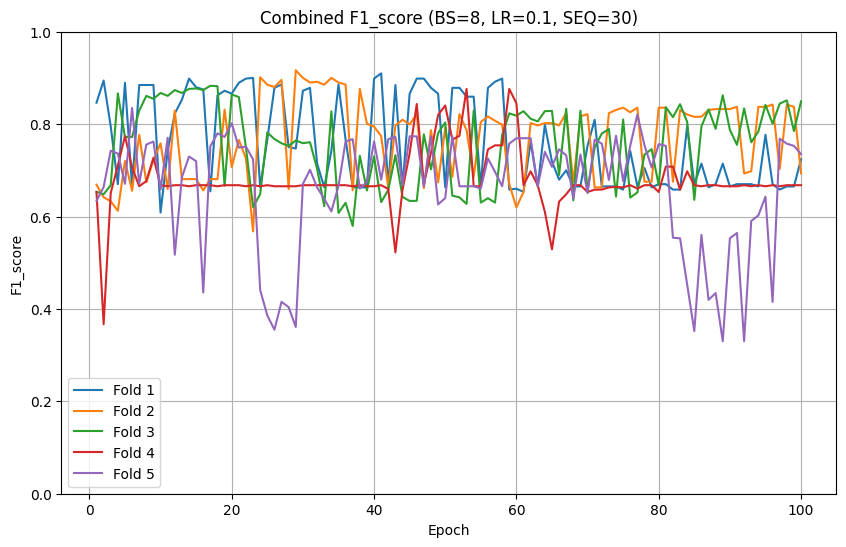 Combined F1_score (BS=8, LR=0.1, SEQ=30)
1.0
0.8
0.6
0.4
0.2
0.0
F1_score
Fold 1
Fold 2
Fold 3
Fold 4
Fold 5
0 20 40 60 80 100
Epoch